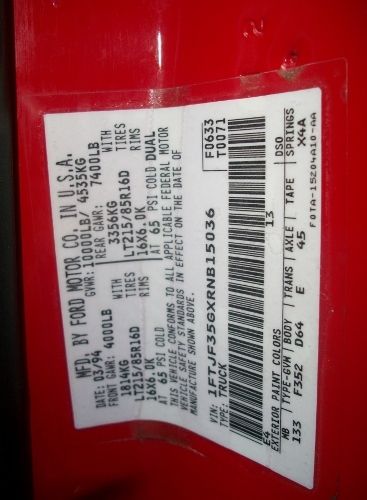 MFD. BY FORD MOTOR CO. IN U.S.A.
DATE: 03/94 GVWR: 10000LB/ 4535KG
FRONT GAWR: 4000LB REAR GAWR: 7400LB
1814KG WITH 3356KG WITH
LT215/85R16D TIRES LT215/85R16D TIRES
16X6.0K RIMS 16X6.0K RIMS
AT 65 PSI COLD AT 65 PSI COLD DUAL
THIS VEHICLE CONFORMS TO ALL APPLICABLE FEDERAL MOTOR
VEHICLE SAFETY STANDARDS IN EFFECT ON THE DATE OF
MANUFACTURE SHOWN ABOVE
1FTJF35GXRNB15036 F0633
TYPE: TRUCK T0071
E4 13
EXTERIOR PAINT COLORS DSO
WB TYPE-GVM BODY TRANS AXLE TAPE SPRINGS
133 F352 D64 E 45 X4A
F0TA-15204A10-AA